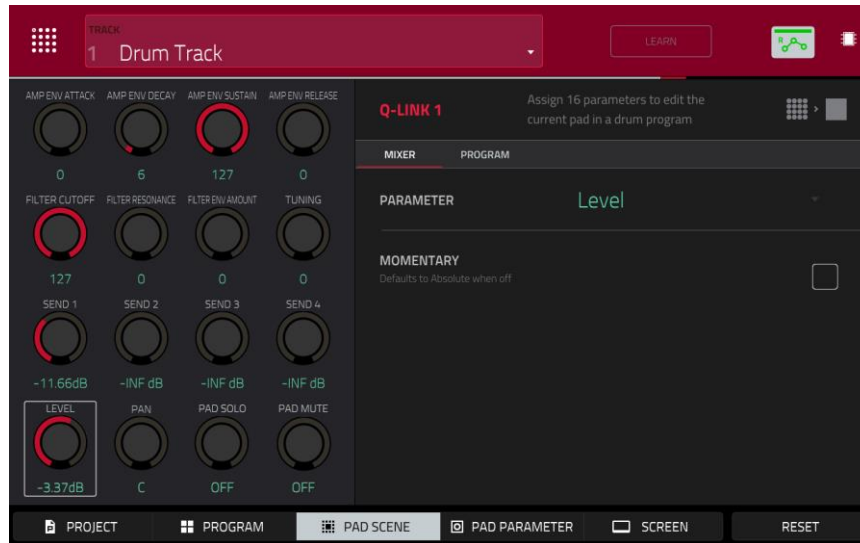 TRACK
1 Drum Track
LEARN
R
AMP ENV ATTACK AMP ENV DECAY AMP ENV SUSTAIN AMP ENV RELEASE
0 6 127 0
FILTER CUTOFF FILTER RESONANCE FILTER ENV AMOUNT TUNING
127 0 0 0
SEND 1 SEND 2 SEND 3 SEND 4
-11.66dB -INF dB -INF dB -INF dB
LEVEL PAN PAD SOLO PAD MUTE
-3.37dB C OFF OFF
Q-LINK 1
Assign 16 parameters to edit the
current pad in a drum program
MIXER PROGRAM
PARAMETER Level
MOMENTARY
Defaults to Absolute when off
PROJECT PROGRAM PAD SCENE PAD PARAMETER SCREEN RESET